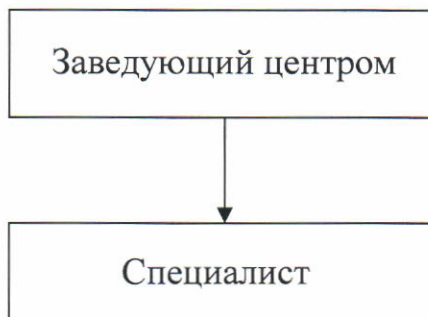 Заведующий центром
Специалист